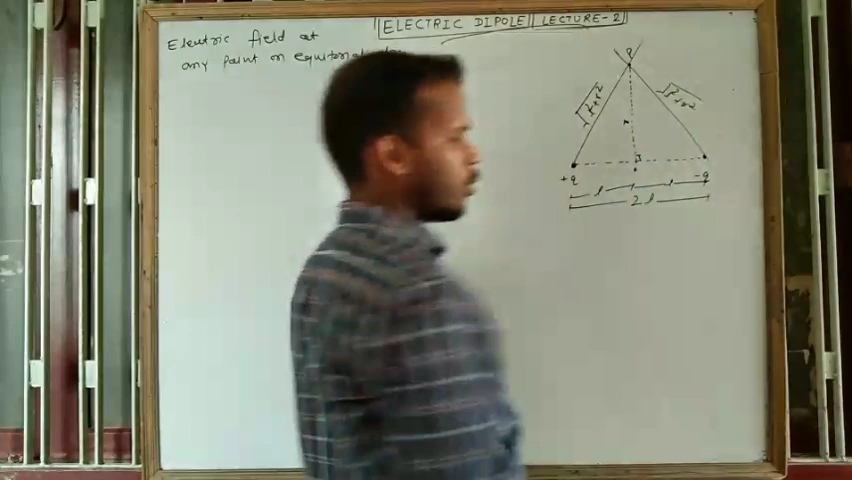 ELECTRIC DIPOLE LECTURE-2
Electric field at
any point on equitorial
+q
-q
l
l
2l